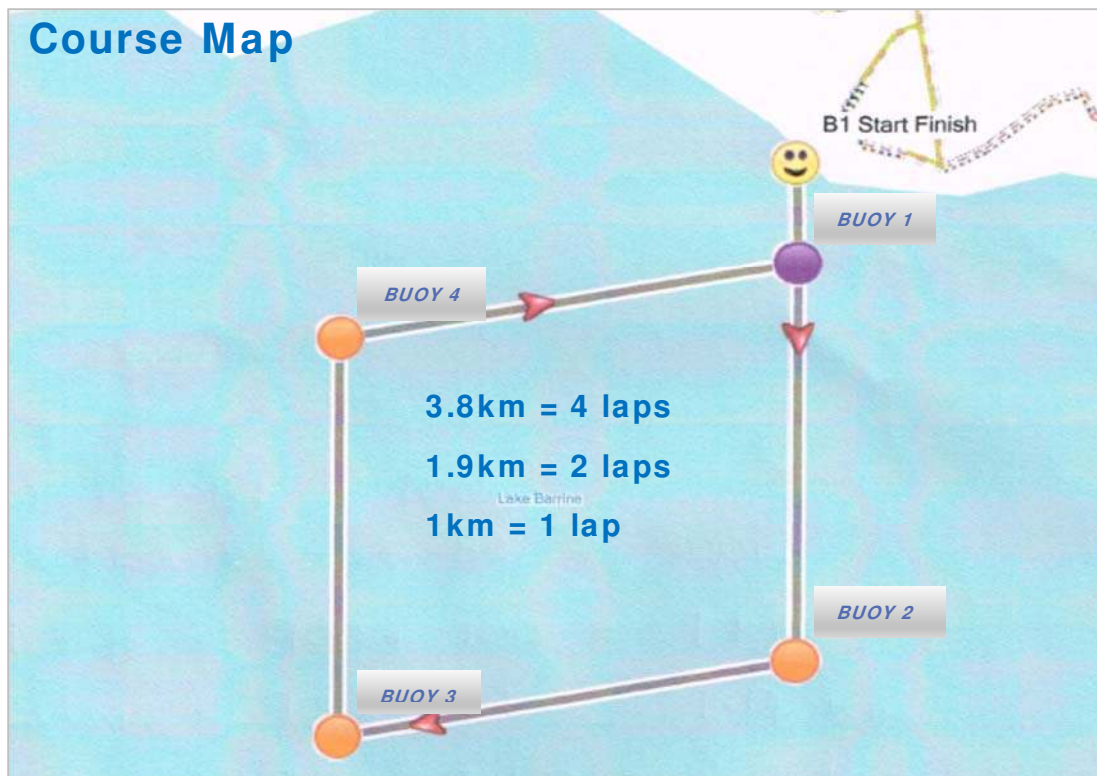 Course Map
B1 Start Finish
BUOY 1
BUOY 4
3.8km = 4 laps
1.9km = 2 laps
Lake Barrine
1km = 1 lap
BUOY 2
BUOY 3